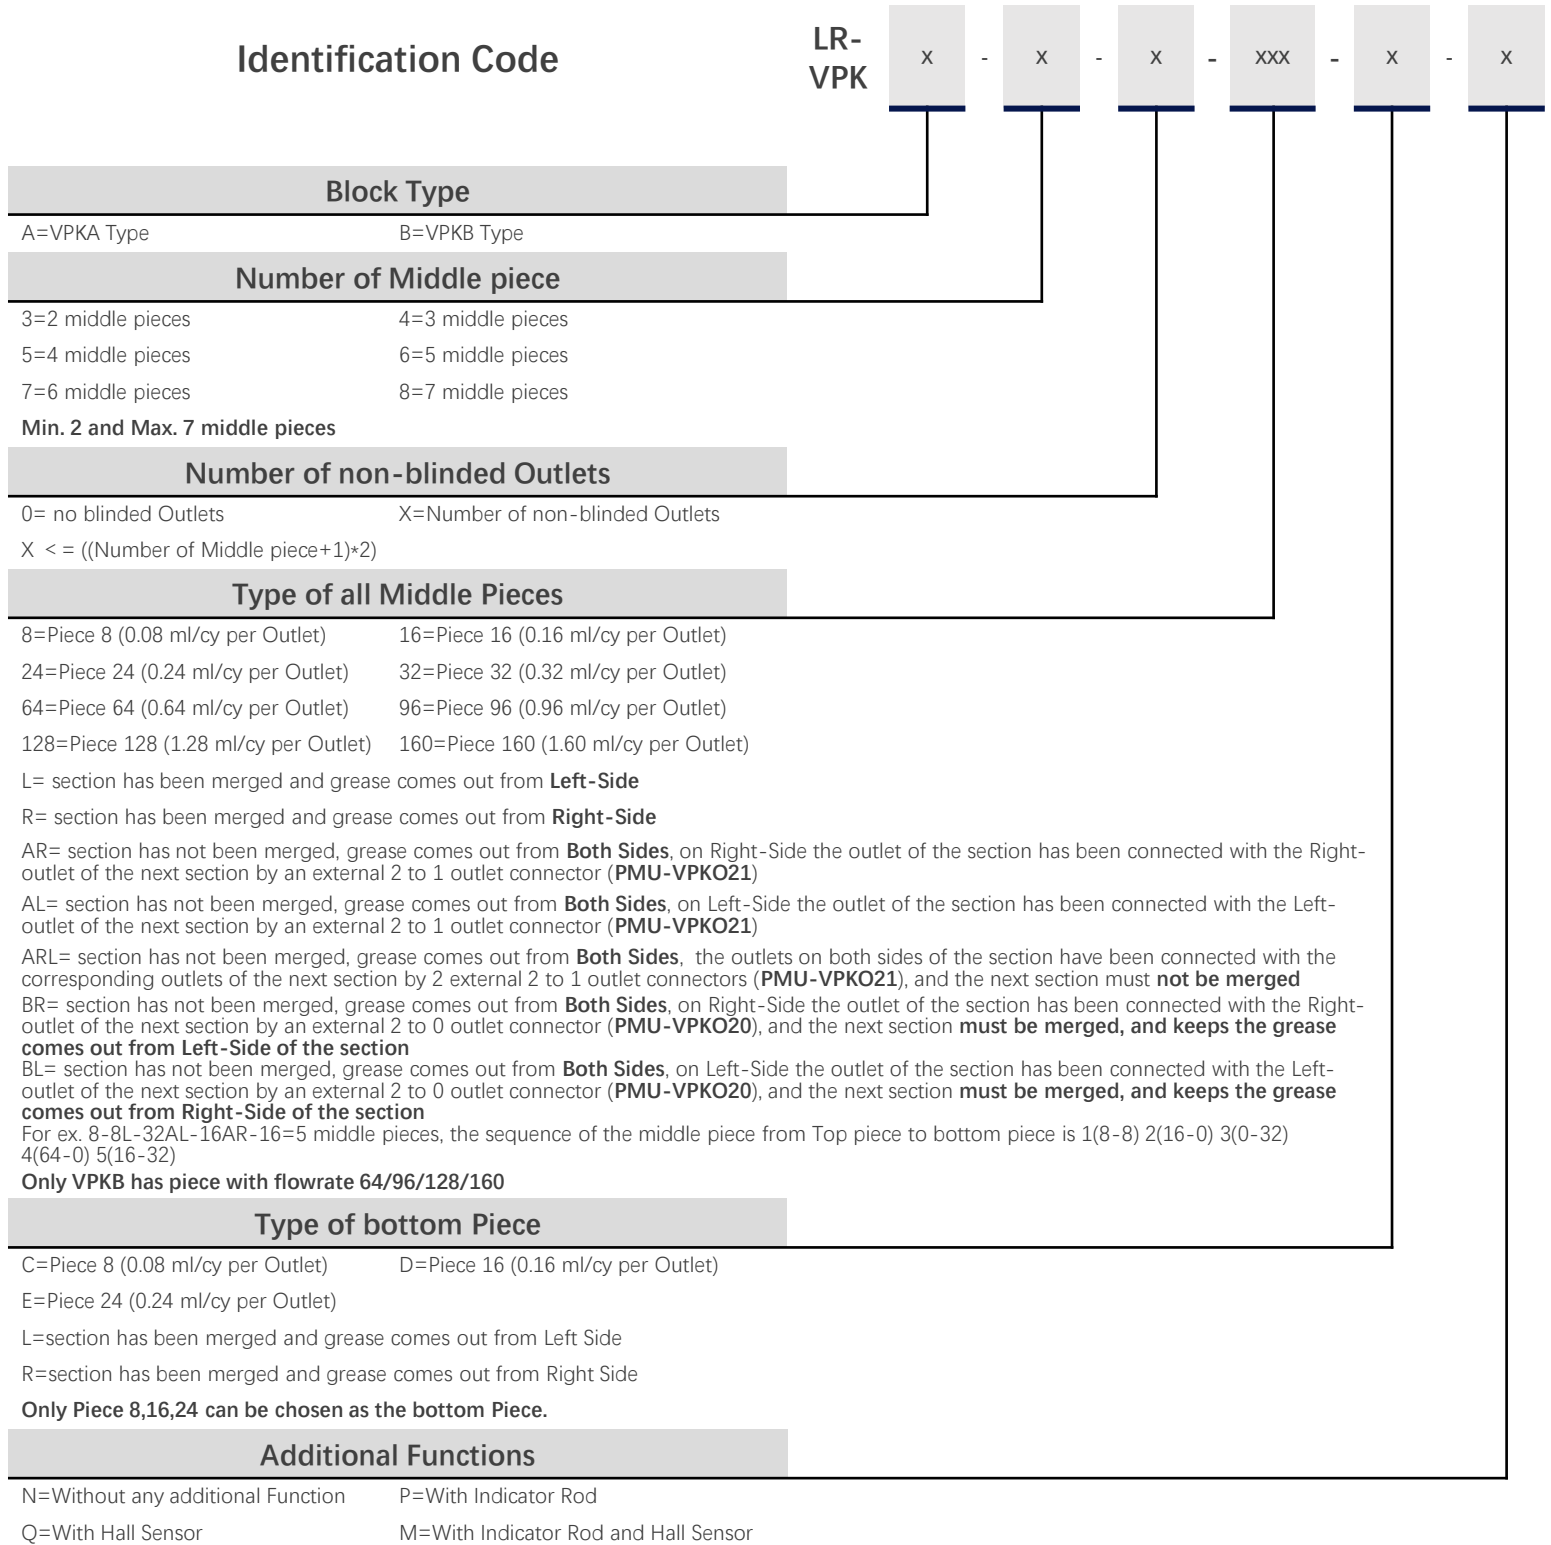 Identification Code
LR-
VPK
x - x - x - xxx - x - x
Block Type
A=VPKA Type B=VPKB Type
Number of Middle piece
3=2 middle pieces 4=3 middle pieces
5=4 middle pieces 6=5 middle pieces
7=6 middle pieces 8=7 middle pieces
Min. 2 and Max. 7 middle pieces
Number of non-blinded Outlets
0= no blinded Outlets X=Number of non-blinded Outlets
X <= ((Number of Middle piece+1)*2)
Type of all Middle Pieces
8=Piece 8 (0.08 ml/cy per Outlet) 16=Piece 16 (0.16 ml/cy per Outlet)
24=Piece 24 (0.24 ml/cy per Outlet) 32=Piece 32 (0.32 ml/cy per Outlet)
64=Piece 64 (0.64 ml/cy per Outlet) 96=Piece 96 (0.96 ml/cy per Outlet)
128=Piece 128 (1.28 ml/cy per Outlet) 160=Piece 160 (1.60 ml/cy per Outlet)
L= section has been merged and grease comes out from Left-Side
R= section has been merged and grease comes out from Right-Side
AR= section has not been merged, grease comes out from Both Sides, on Right-Side the outlet of the section has been connected with the Right-
outlet of the next section by an external 2 to 1 outlet connector (PMU-VPKO21)
AL= section has not been merged, grease comes out from Both Sides, on Left-Side the outlet of the section has been connected with the Left-
outlet of the next section by an external 2 to 1 outlet connector (PMU-VPKO21)
ARL= section has not been merged, grease comes out from Both Sides, the outlets on both sides of the section have been connected with the
corresponding outlets of the next section by 2 external 2 to 1 outlet connectors (PMU-VPKO21), and the next section must not be merged
BR= section has not been merged, grease comes out from Both Sides, on Right-Side the outlet of the section has been connected with the Right-
outlet of the next section by an external 2 to 0 outlet connector (PMU-VPKO20), and the next section must be merged, and keeps the grease
comes out from Left-Side of the section
BL= section has not been merged, grease comes out from Both Sides, on Left-Side the outlet of the section has been connected with the Left-
outlet of the next section by an external 2 to 0 outlet connector (PMU-VPKO20), and the next section must be merged, and keeps the grease
comes out from Right-Side of the section
For ex. 8-8L-32AL-16AR-16=5 middle pieces, the sequence of the middle piece from Top piece to bottom piece is 1(8-8) 2(16-0) 3(0-32)
4(64-0) 5(16-32)
Only VPKB has piece with flowrate 64/96/128/160
Type of bottom Piece
C=Piece 8 (0.08 ml/cy per Outlet) D=Piece 16 (0.16 ml/cy per Outlet)
E=Piece 24 (0.24 ml/cy per Outlet)
L=section has been merged and grease comes out from Left Side
R=section has been merged and grease comes out from Right Side
Only Piece 8,16,24 can be chosen as the bottom Piece.
Additional Functions
N=Without any additional Function P=With Indicator Rod
Q=With Hall Sensor M=With Indicator Rod and Hall Sensor